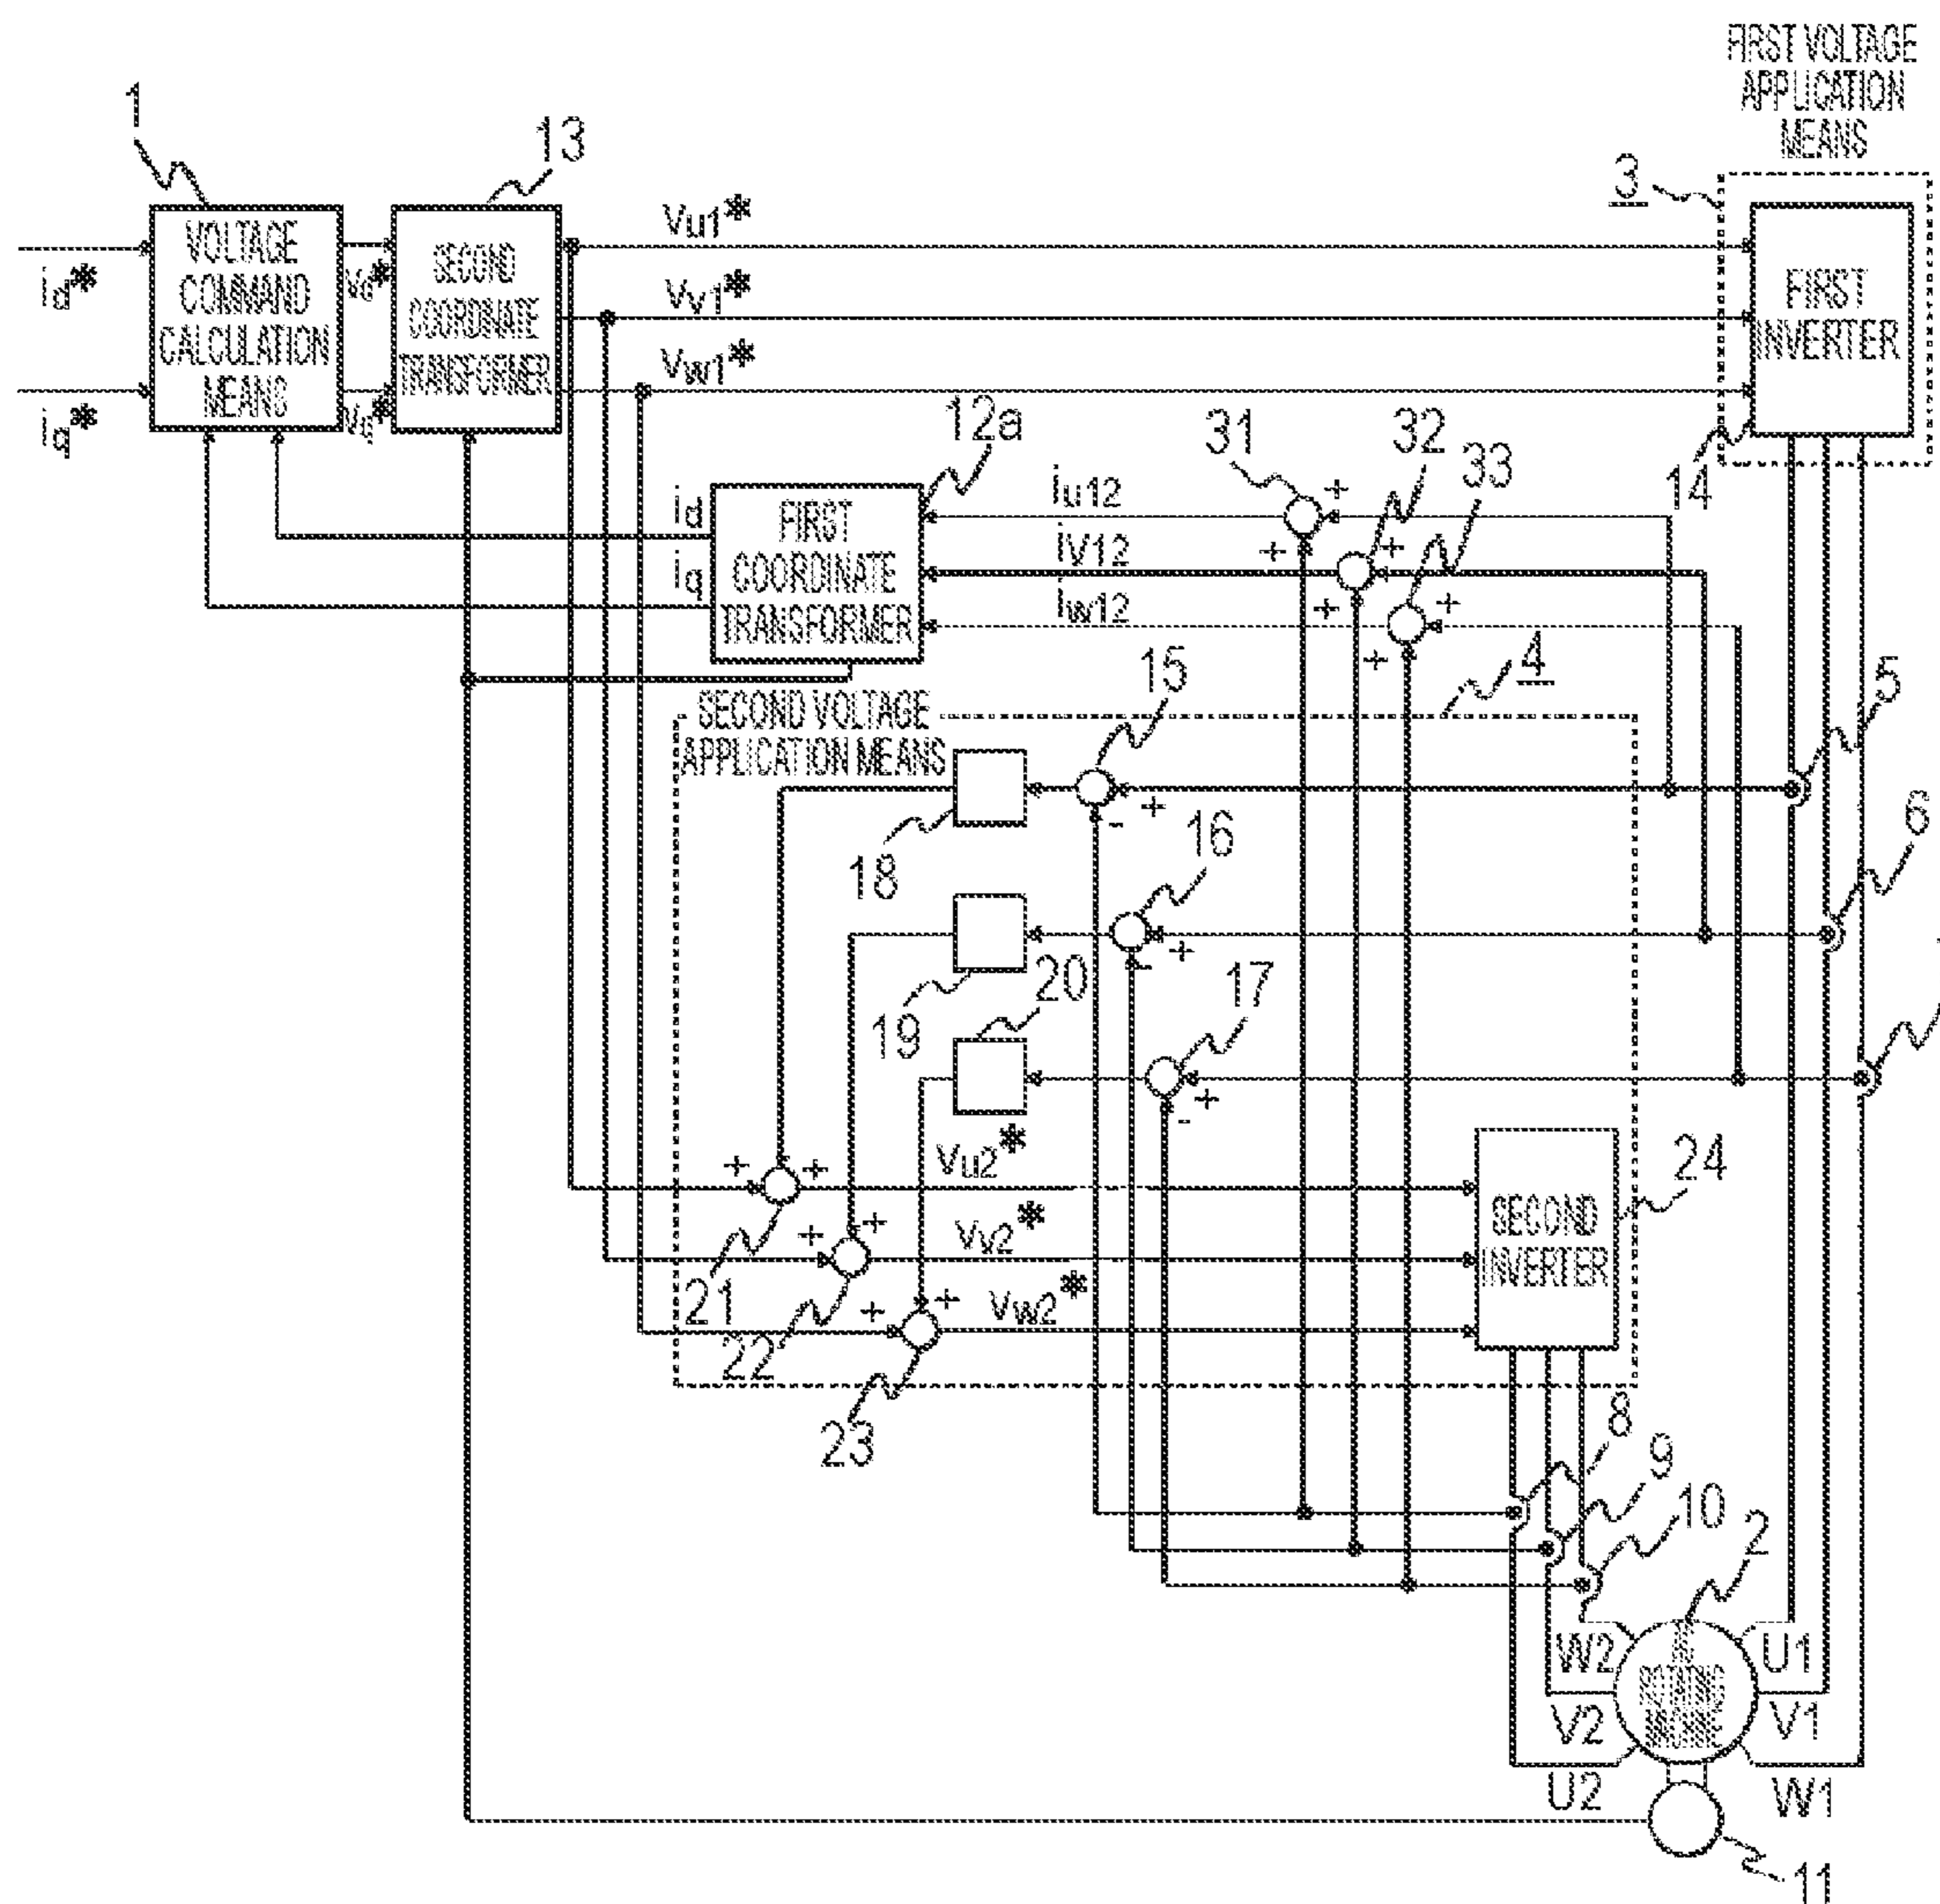 FIRST VOLTAGE
APPLICATION
MEANS
1
13
3
VOLTAGE
COMMAND
CALCULATION
MEANS
SECOND
COORDINATE
TRANSFORMER
FIRST
INVERTER
id*
iq*
Vd*
Vq*
Vu1*
Vv1*
Vw1*
14
12a
31
32
33
FIRST
COORDINATE
TRANSFORMER
id
iq
iu12
iv12
iw12
+
+
+
+
+
+
4
5
6
SECOND VOLTAGE
APPLICATION MEANS
15
18
+
-
16
19
+
-
20
17
+
-
Vu2*
Vv2*
Vw2*
+
+
+
+
+
+
21
22
23
SECOND
INVERTER
24
8
9
10
2
ROTATING
MACHINE
W2
V2
U2
U1
V1
W1
11